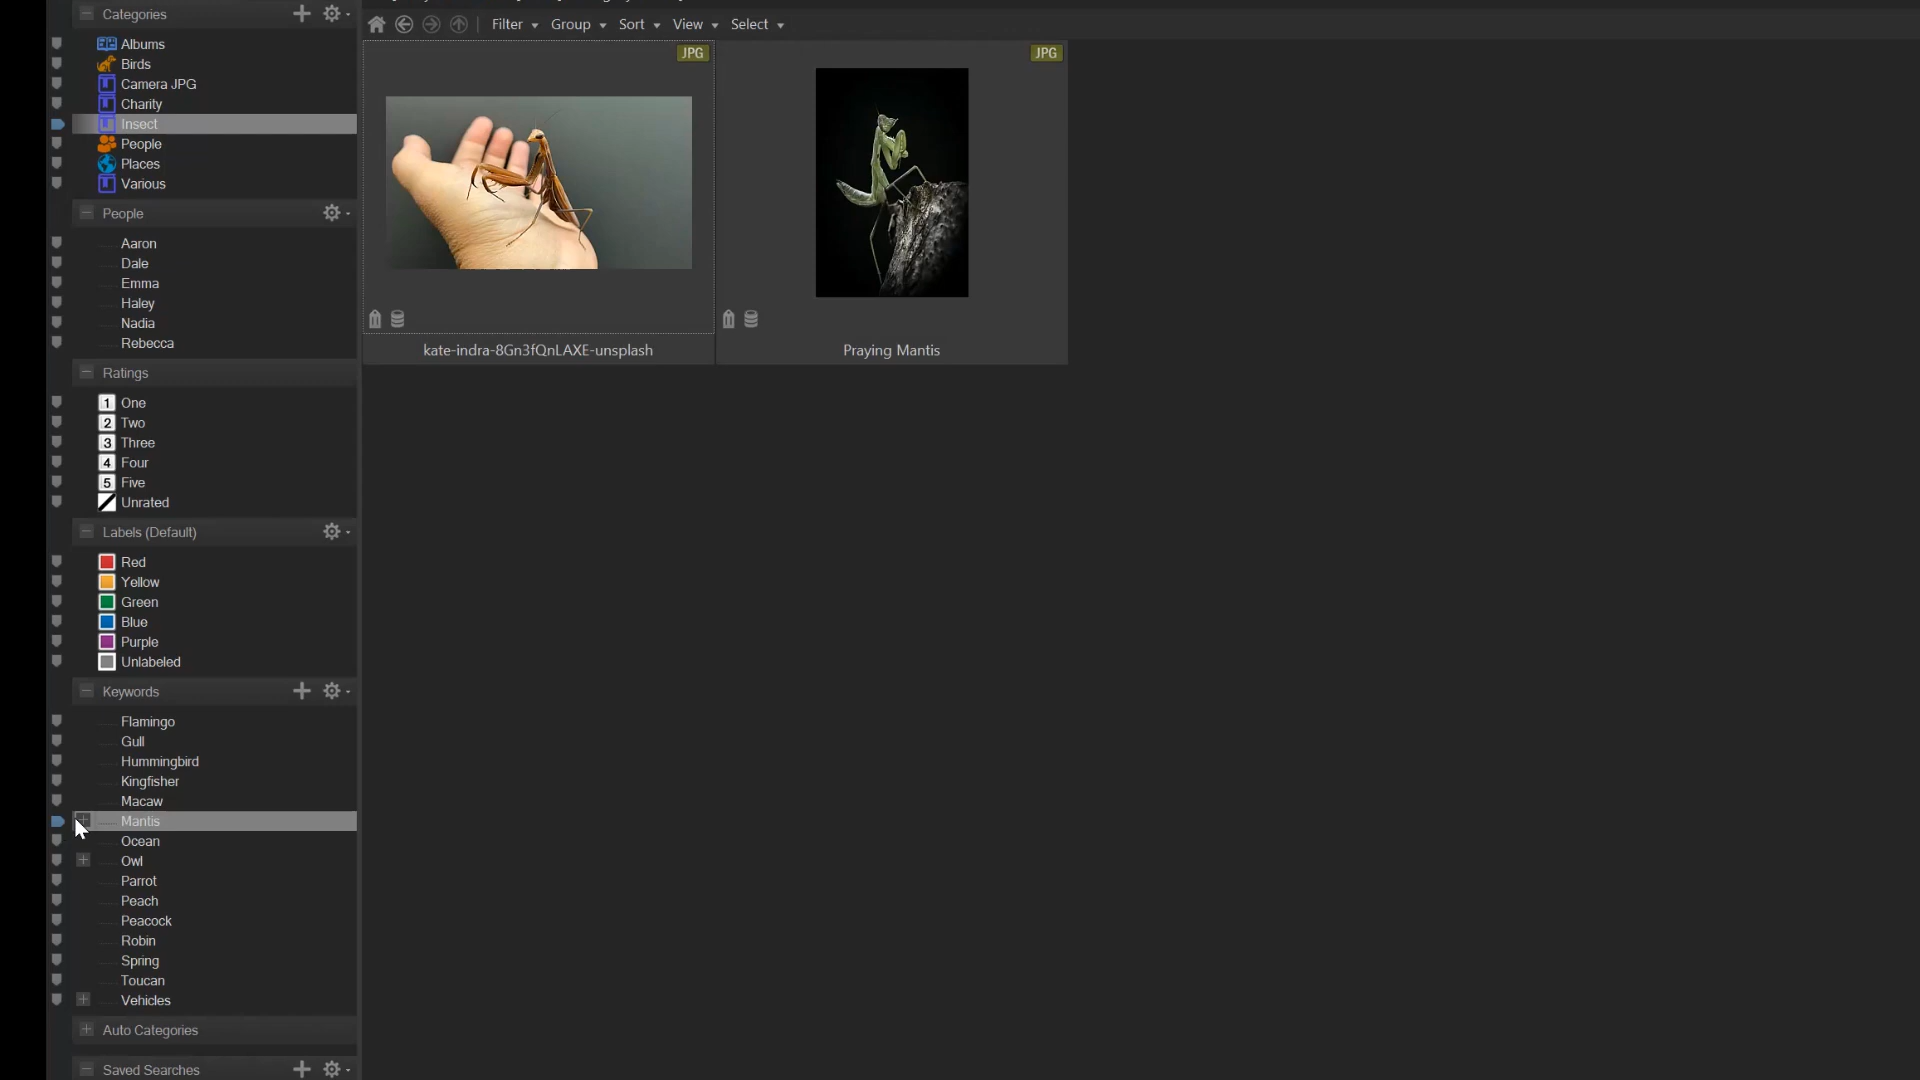 Categories
Filter Group Sort View Select
Albums
Birds
Camera JPG
Charity
Insect
People
Places
Various
People
Aaron
Dale
Emma
Haley
Nadia
Rebecca
Ratings
1 One
2 Two
3 Three
4 Four
5 Five
Unrated
Labels (Default)
Red
Yellow
Green
Blue
Purple
Unlabeled
Keywords
Flamingo
Gull
Hummingbird
Kingfisher
Macaw
Mantis
Ocean
Owl
Parrot
Peach
Peacock
Robin
Spring
Toucan
Vehicles
Auto Categories
Saved Searches
JPG JPG
kate-indra-8Gn3fQnLAXE-unsplash
Praying Mantis